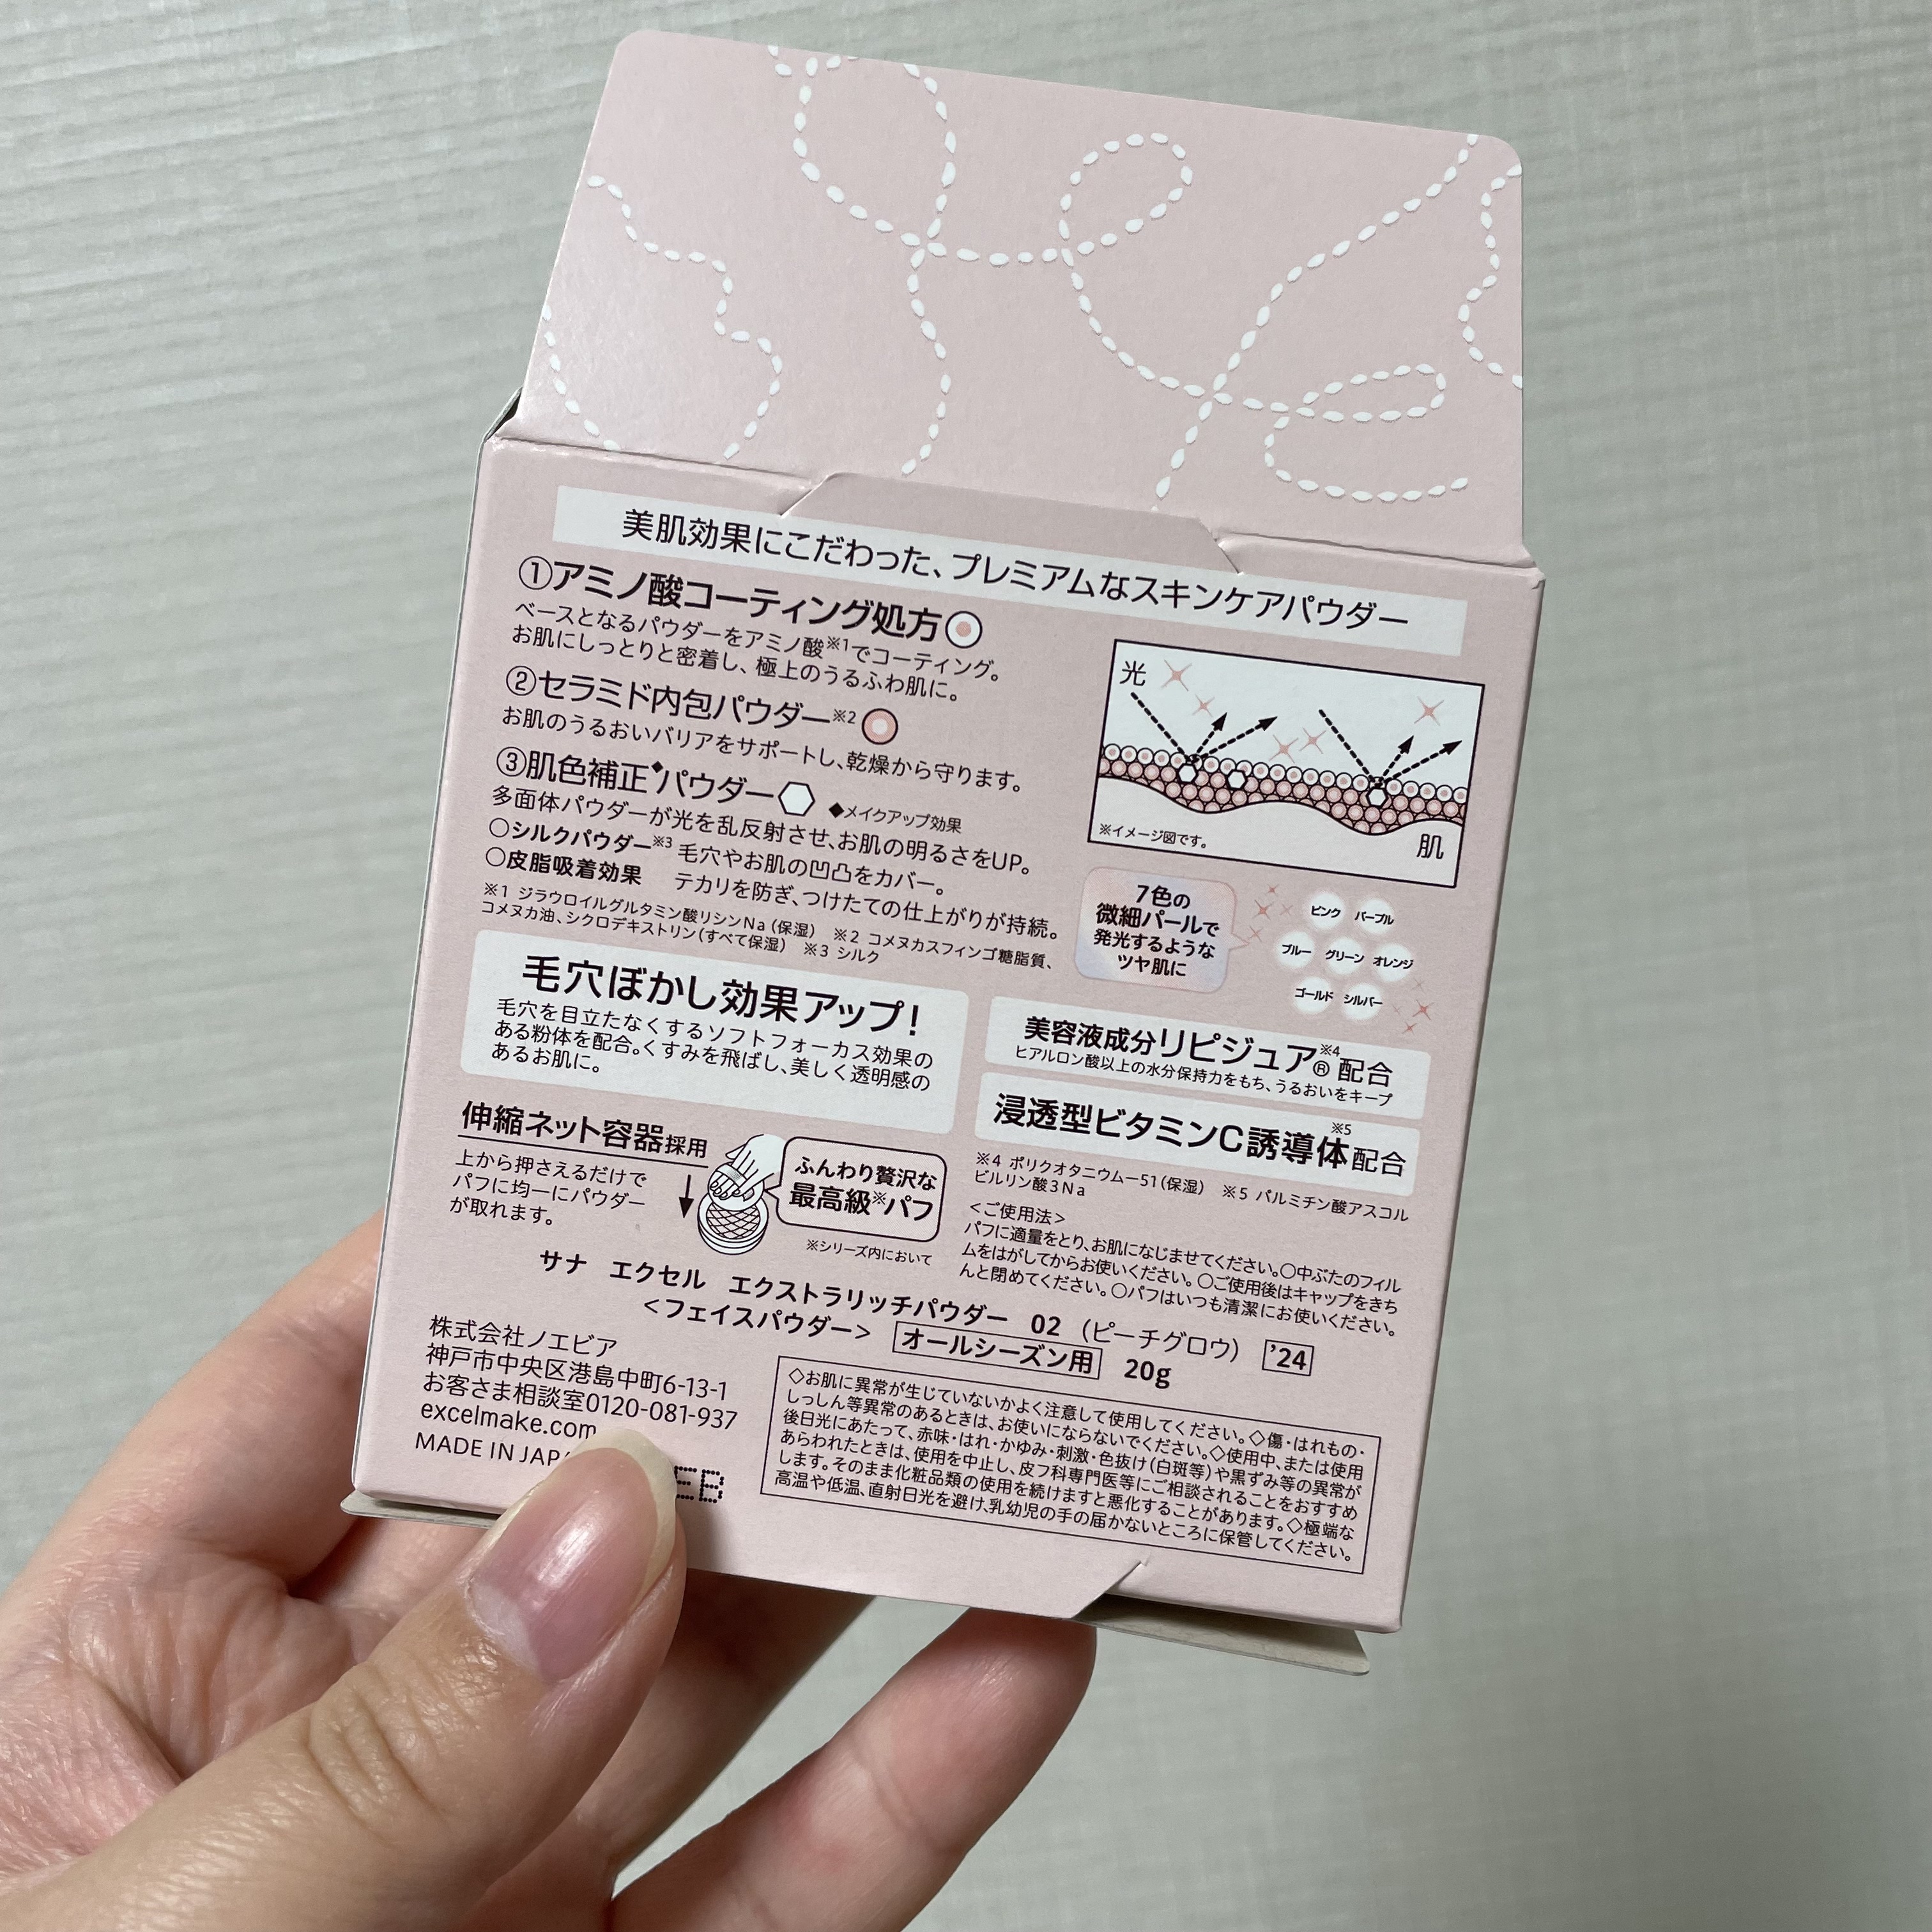 美肌効果にこだわった、プレミアムなスキンケアパウダー
①アミノ酸コーティング処方
ベースとなるパウダーをアミノ酸※1でコーティング。
お肌にしっとりと密着し、極上のうるふわ肌に。
②セラミド内包パウダー※2
お肌のうるおいバリアをサポートし、乾燥から守ります。
③肌色補正◆パウダー
◆メイクアップ効果
多面体パウダーが光を乱反射させ、お肌の明るさをUP。
○シルクパウダー※3 毛穴やお肌の凹凸をカバー。
○皮脂吸着効果 テカリを防ぎ、つけたての仕上がりが持続。
※1 ジラウロイルグルタミン酸リシンNa(保湿) ※2 コメヌカスフィンゴ糖脂質、
コメヌカ油、シクロデキストリン(すべて保湿) ※3 シルク
光
※イメージ図です。
肌
7色の
微細パールで
発光するような
ツヤ肌に
ピンク パープル
ブルー グリーン オレンジ
ゴールド シルバー
毛穴ぼかし効果アップ!
毛穴を目立たなくするソフトフォーカス効果の
ある粉体を配合。くすみを飛ばし、美しく透明感の
あるお肌に。
美容液成分リピジュア®※4配合
ヒアルロン酸以上の水分保持力をもち、うるおいをキープ
浸透型ビタミンC誘導体※5配合
※4 ポリクオタニウム−51(保湿) ※5 パルミチン酸アスコル
ビルリン酸3Na
伸縮ネット容器採用
上から押さえるだけで
パフに均一にパウダー
が取れます。
ふんわり贅沢な
最高級※パフ
※シリーズ内において
<ご使用法>
パフに適量をとり、お肌になじませてください。○中ぶたのフィル
ムをはがしてからお使いください。○ご使用後はキャップをきち
んと閉めてください。○パフはいつも清潔にお使いください。
サナ エクセル エクストラリッチパウダー 02 (ピーチグロウ) '24
<フェイスパウダー> オールシーズン用 20g
株式会社ノエビア
神戸市中央区港島中町6-13-1
お客さま相談室0120-081-937
excelmake.com
MADE IN
EB
◇お肌に異常が生じていないかよく注意して使用してください。◇傷・はれもの・
しっしん等異常のあるときは、お使いにならないでください。◇使用中、または使用
後日光にあたって、赤味・はれ・かゆみ・刺激・色抜け(白斑等)や黒ずみ等の異常が
あらわれたときは、使用を中止し、皮フ科専門医等にご相談されることをおすすめ
します。そのまま化粧品類の使用を続けますと悪化することがあります。◇極端な
高温や低温、直射日光を避け、乳幼児の手の届かないところに保管してください。